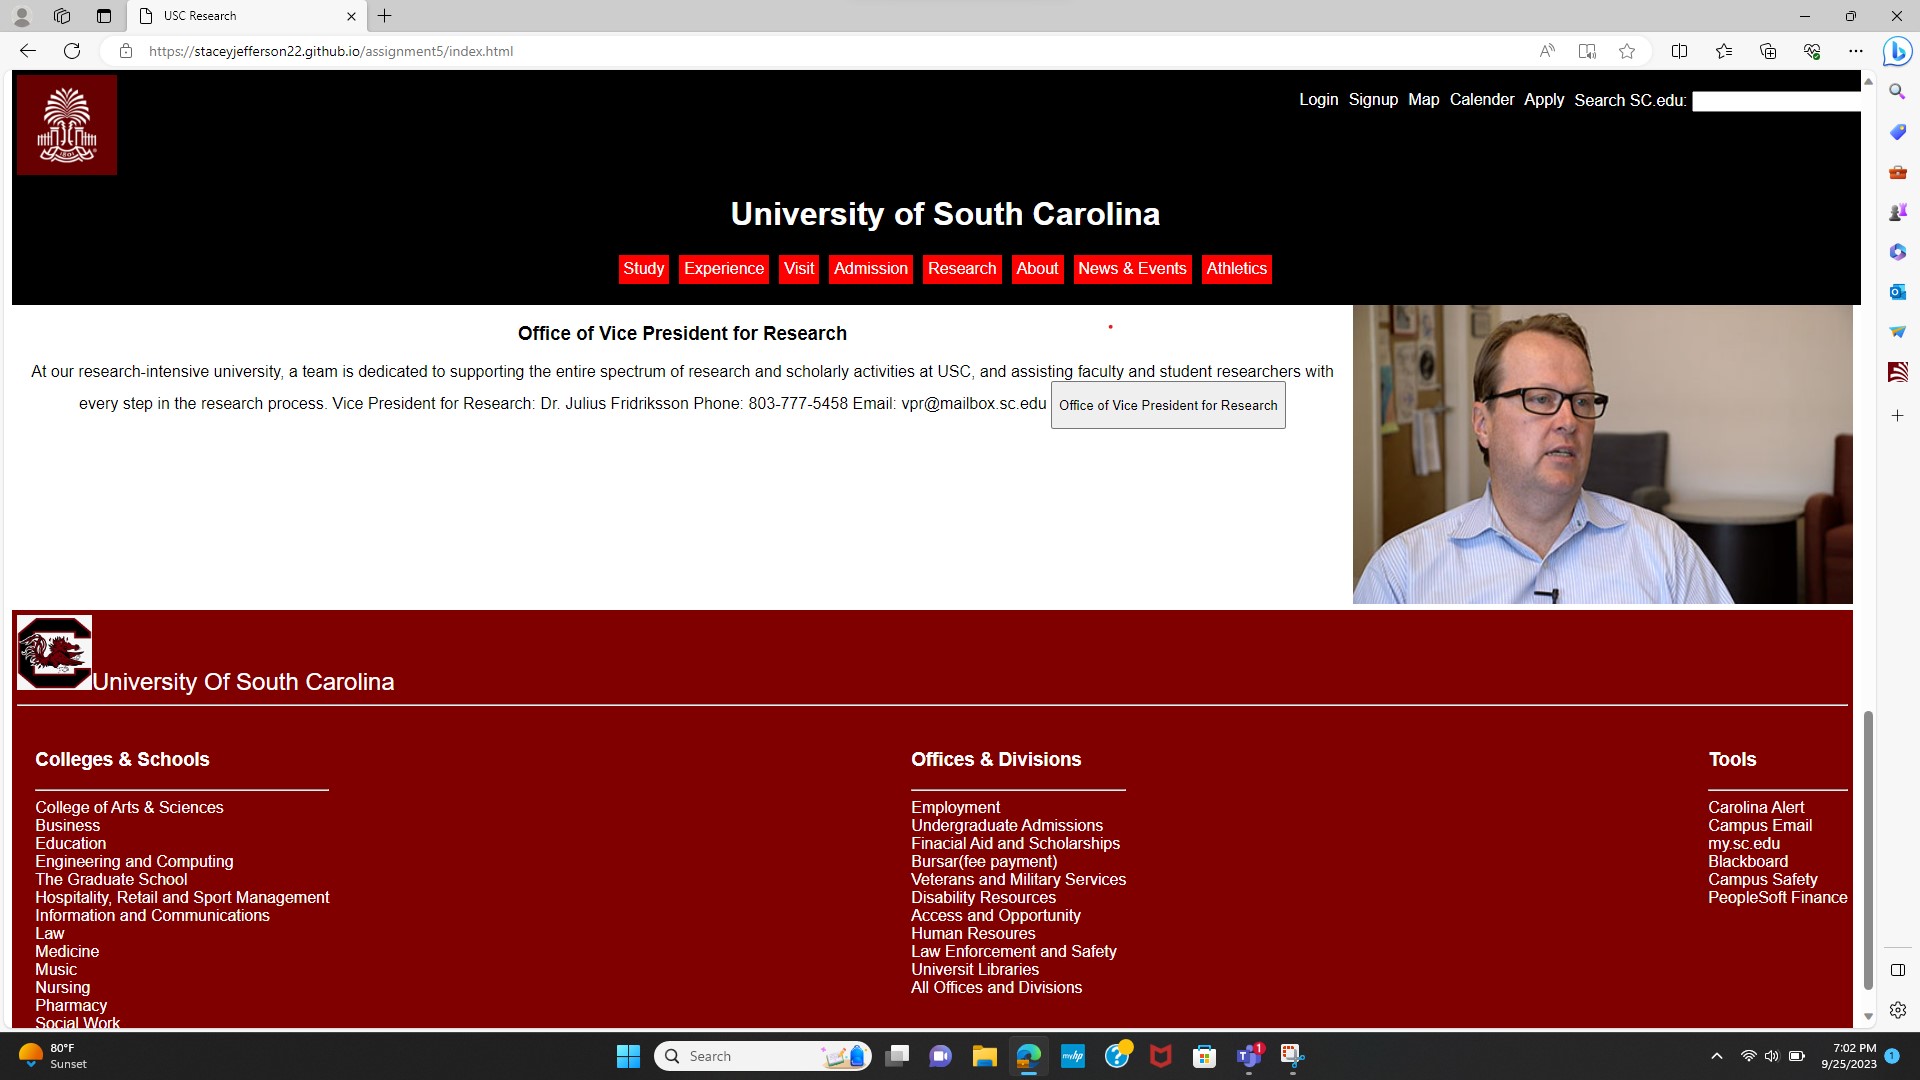 USC Research
https://staceyjefferson22.github.io/assignment5/index.html
Login Signup Map Calender Apply Search SC.edu:
1801
University of South Carolina
Study Experience Visit Admission Research About News & Events Athletics
Office of Vice President for Research
At our research-intensive university, a team is dedicated to supporting the entire spectrum of research and scholarly activities at USC, and assisting faculty and student researchers with
every step in the research process. Vice President for Research: Dr. Julius Fridriksson Phone: 803-777-5458 Email: vpr@mailbox.sc.edu Office of Vice President for Research
University Of South Carolina
Colleges & Schools
College of Arts & Sciences
Business
Education
Engineering and Computing
The Graduate School
Hospitality, Retail and Sport Management
Information and Communications
Law
Medicine
Music
Nursing
Pharmacy
Social Work
Offices & Divisions
Employment
Undergraduate Admissions
Finacial Aid and Scholarships
Bursar(fee payment)
Veterans and Military Services
Disability Resources
Access and Opportunity
Human Resoures
Law Enforcement and Safety
Universit Libraries
All Offices and Divisions
Tools
Carolina Alert
Campus Email
my.sc.edu
Blackboard
Campus Safety
PeopleSoft Finance
80°F
Sunset
Search
myhp
1
7:02 PM
9/25/2023
1